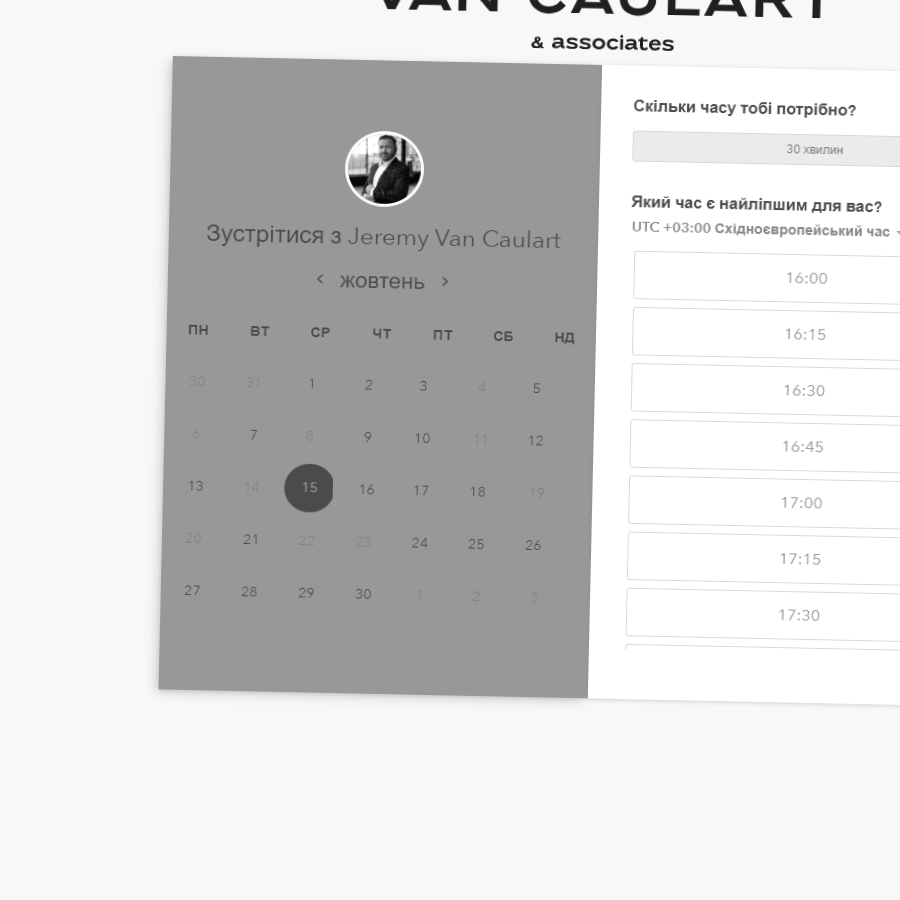 VAN CAULART
& associates
Зустрітися з Jeremy Van Caulart
жовтень
ПН ВТ СР ЧТ ПТ СБ НД
30 31 1 2 3 4 5
6 7 8 9 10 11 12
13 14 15 16 17 18 19
20 21 22 23 24 25 26
27 28 29 30 1 2 3
Скільки часу тобі потрібно?
30 хвилин
Який час є найліпшим для вас?
UTC +03:00 Східноєвропейський час
16:00
16:15
16:30
16:45
17:00
17:15
17:30